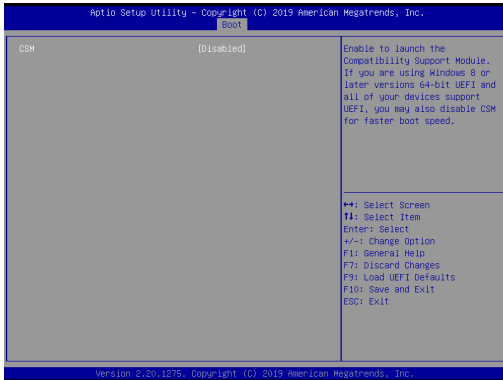 Aptio Setup Utility – Copyright (C) 2019 American Megatrends, Inc.
Boot
CSM [Disabled]
Enable to launch the
Compatibility Support Module.
If you are using Windows 8 or
later versions 64-bit UEFI and
all of your devices support
UEFI, you may also disable CSM
for faster boot speed.
↔: Select Screen
↑↓: Select Item
Enter: Select
+/-: Change Option
F1: General Help
F7: Discard Changes
F9: Load UEFI Defaults
F10: Save and Exit
ESC: Exit
Version 2.20.1275. Copyright (C) 2019 American Megatrends, Inc.